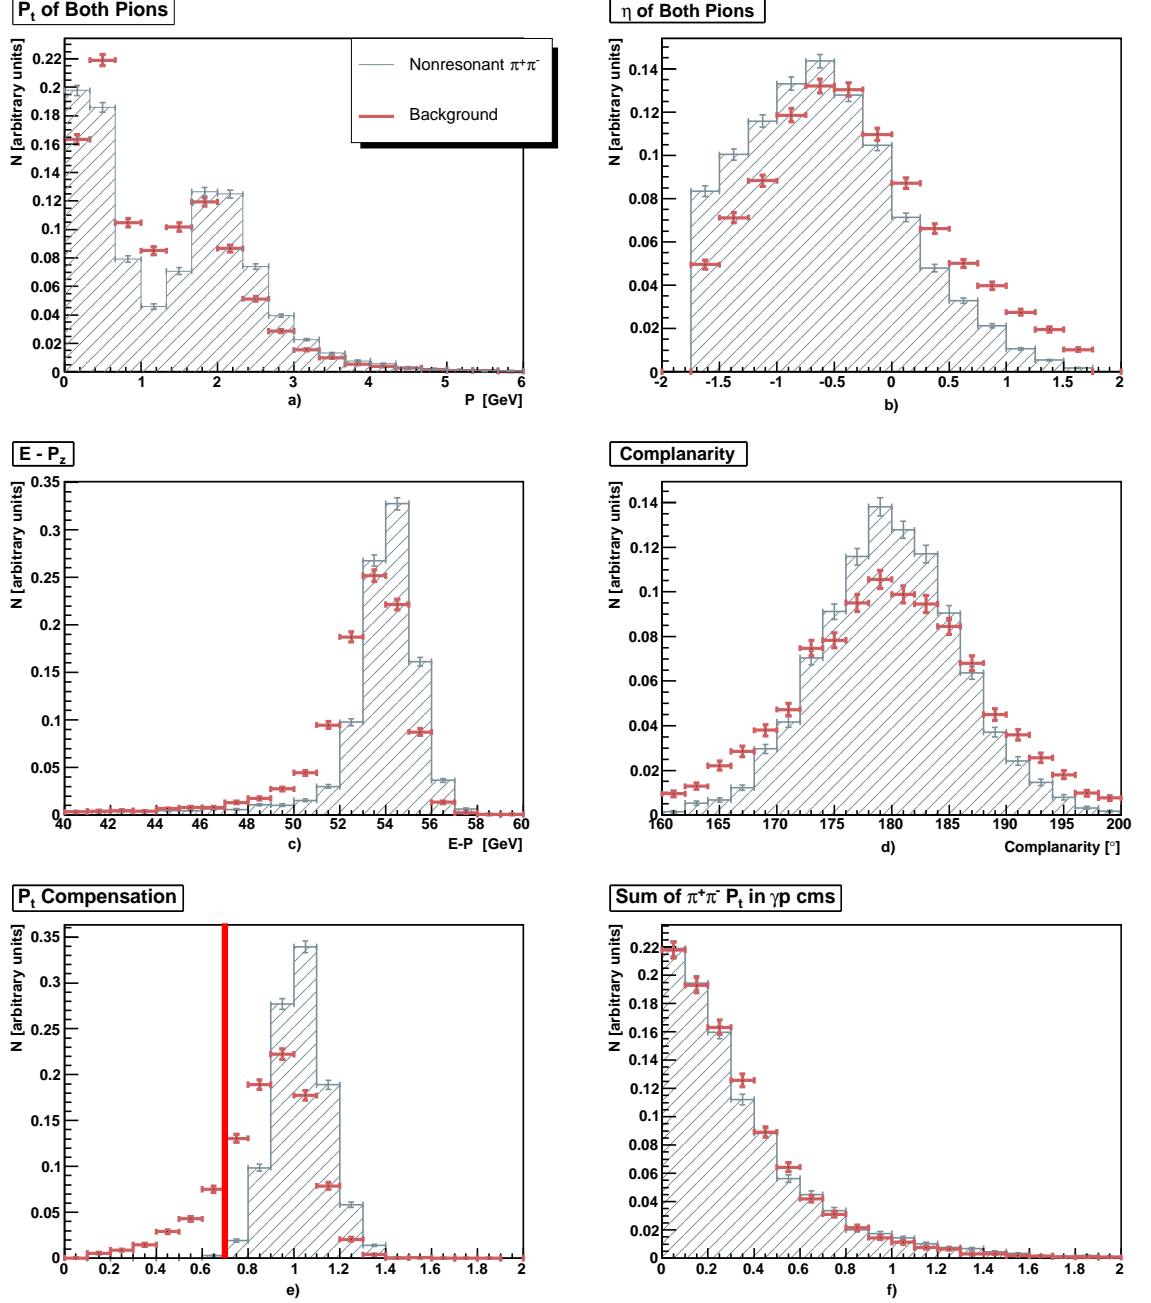 P_t of Both Pions
N [arbitrary units]
0.22
0.2
0.18
0.16
0.14
0.12
0.1
0.08
0.06
0.04
0.02
0
Nonresonant π⁺π⁻
Background
0 1 2 3 4 5 6
a)
P [GeV]
η of Both Pions
N [arbitrary units]
0.14
0.12
0.1
0.08
0.06
0.04
0.02
0
-2 -1.5 -1 -0.5 0 0.5 1 1.5 2
b)
E - P_z
N [arbitrary units]
0.35
0.3
0.25
0.2
0.15
0.1
0.05
0
40 42 44 46 48 50 52 54 56 58 60
c)
E-P [GeV]
Complanarity
N [arbitrary units]
0.14
0.12
0.1
0.08
0.06
0.04
0.02
0
160 165 170 175 180 185 190 195 200
d)
Complanarity [°]
P_t Compensation
N [arbitrary units]
0.35
0.3
0.25
0.2
0.15
0.1
0.05
0
0 0.2 0.4 0.6 0.8 1 1.2 1.4 1.6 1.8 2
e)
Sum of π⁺π⁻ P_t in γp cms
N [arbitrary units]
0.22
0.2
0.18
0.16
0.14
0.12
0.1
0.08
0.06
0.04
0.02
0
0 0.2 0.4 0.6 0.8 1 1.2 1.4 1.6 1.8 2
f)